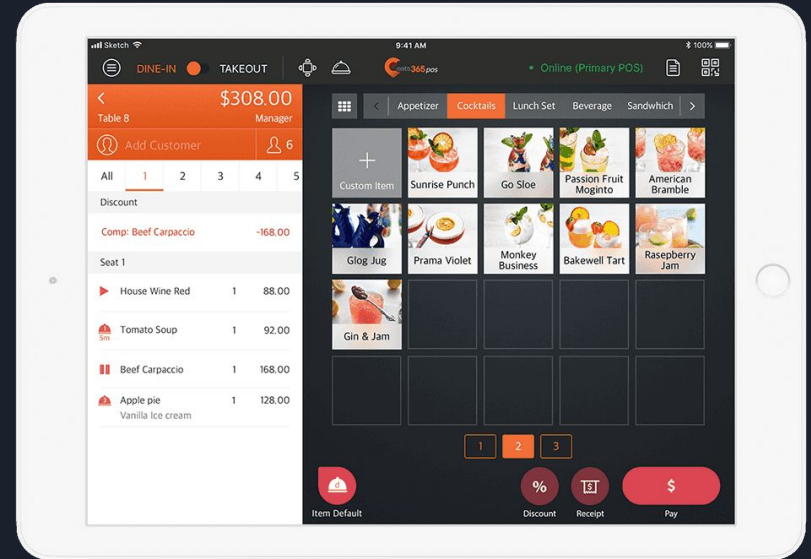 Sketch
9:41 AM
100%
DINE-IN
TAKEOUT
eats365 pos
• Online (Primary POS)
$308.00
Table 8
Manager
Add Customer
6
All 1 2 3 4 5
Discount
Comp: Beef Carpaccio -168.00
Seat 1
House Wine Red 1 88.00
1
5m
Tomato Soup 1 92.00
Beef Carpaccio 1 168.00
Apple pie 1 128.00
Vanilla Ice cream
< Appetizer Cocktails Lunch Set Beverage Sandwhich >
+
Custom Item
Sunrise Punch
Go Sloe
Passion Fruit
Moginto
American
Bramble
Glog Jug
Prama Violet
Monkey
Business
Bakewell Tart
Raespberry
Jam
Gin & Jam
1 2 3
d
Item Default
%
Discount
$
Receipt
$
Pay